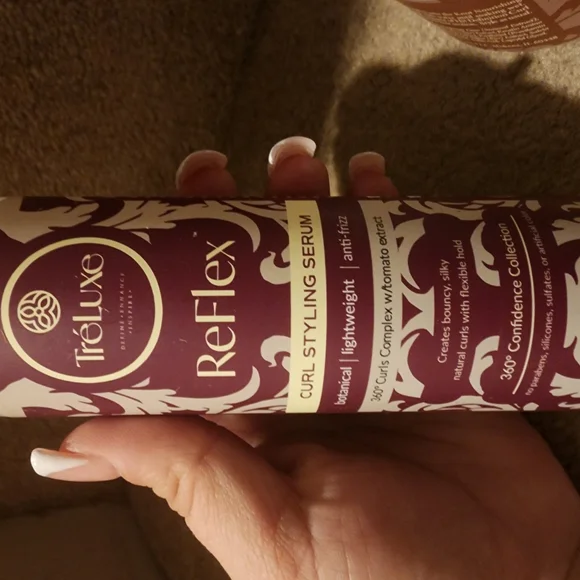 TréLuxe
DEFINE • ENHANCE
• INSPIRE •
ReFlex™
CURL STYLING SERUM
botanical | lightweight | anti-frizz
360° Curls Complex w/tomato extract
Creates bouncy, silky
natural curls with flexible hold
360° Confidence Collection
parabens, silicones, sulfates, or artificial